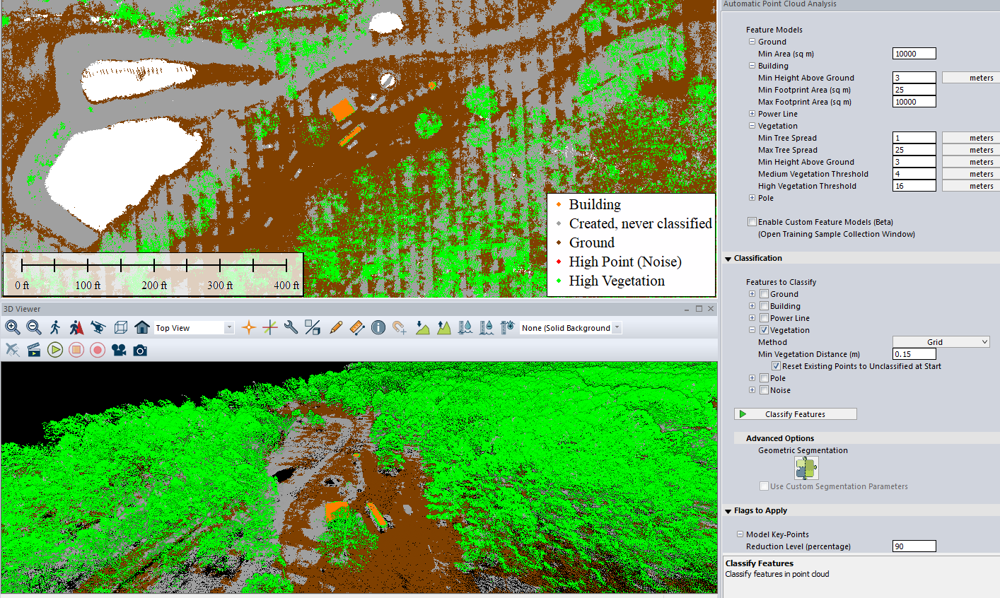 Automatic Point Cloud Analysis
Feature Models
Ground
Min Area (sq m) 10000
Building
Min Height Above Ground 3 meters
Min Footprint Area (sq m) 25
Max Footprint Area (sq m) 10000
Power Line
Vegetation
Min Tree Spread 1 meters
Max Tree Spread 25 meters
Min Height Above Ground 3 meters
Medium Vegetation Threshold 4 meters
High Vegetation Threshold 16 meters
Pole
Enable Custom Feature Models (Beta)
(Open Training Sample Collection Window)
Classification
Features to Classify
Ground
Building
Power Line
Vegetation
Method Grid
Min Vegetation Distance (m) 0.15
Reset Existing Points to Unclassified at Start
Pole
Noise
Classify Features
Advanced Options
Geometric Segmentation
Use Custom Segmentation Parameters
Flags to Apply
Model Key-Points
Reduction Level (percentage) 90
Classify Features
Classify features in point cloud
Building
Created, never classified
Ground
High Point (Noise)
High Vegetation
0 ft 100 ft 200 ft 300 ft 400 ft
3D Viewer
Top View None (Solid Background